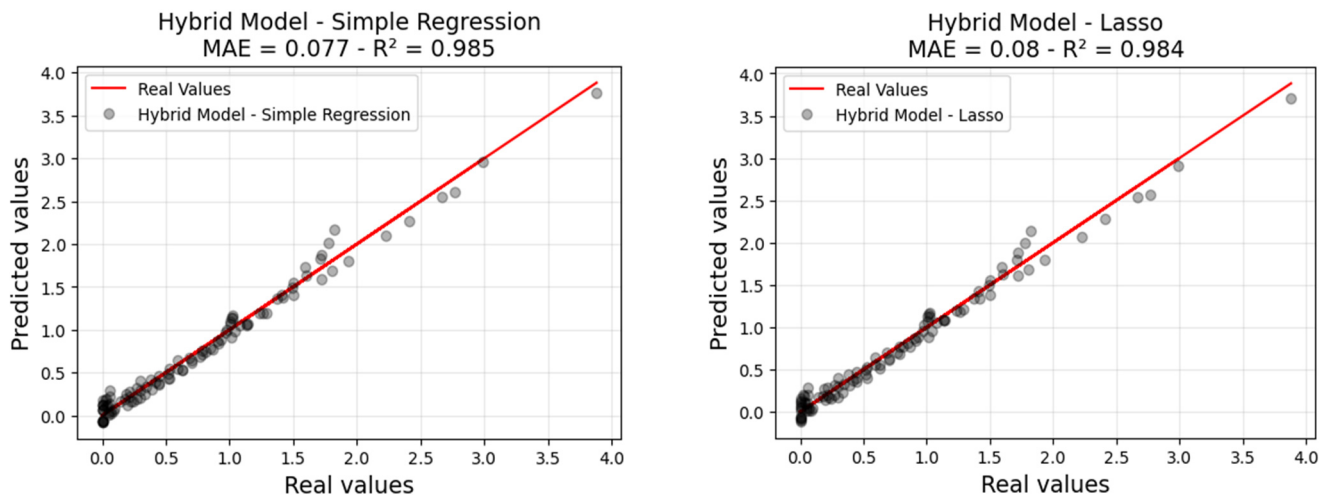 Hybrid Model - Simple Regression
MAE = 0.077 - R² = 0.985
Real Values
Hybrid Model - Simple Regression
Predicted values
4.0
3.5
3.0
2.5
2.0
1.5
1.0
0.5
0.0
0.0 0.5 1.0 1.5 2.0 2.5 3.0 3.5 4.0
Real values
Hybrid Model - Lasso
MAE = 0.08 - R² = 0.984
Real Values
Hybrid Model - Lasso
Predicted values
4.0
3.5
3.0
2.5
2.0
1.5
1.0
0.5
0.0
0.0 0.5 1.0 1.5 2.0 2.5 3.0 3.5 4.0
Real values